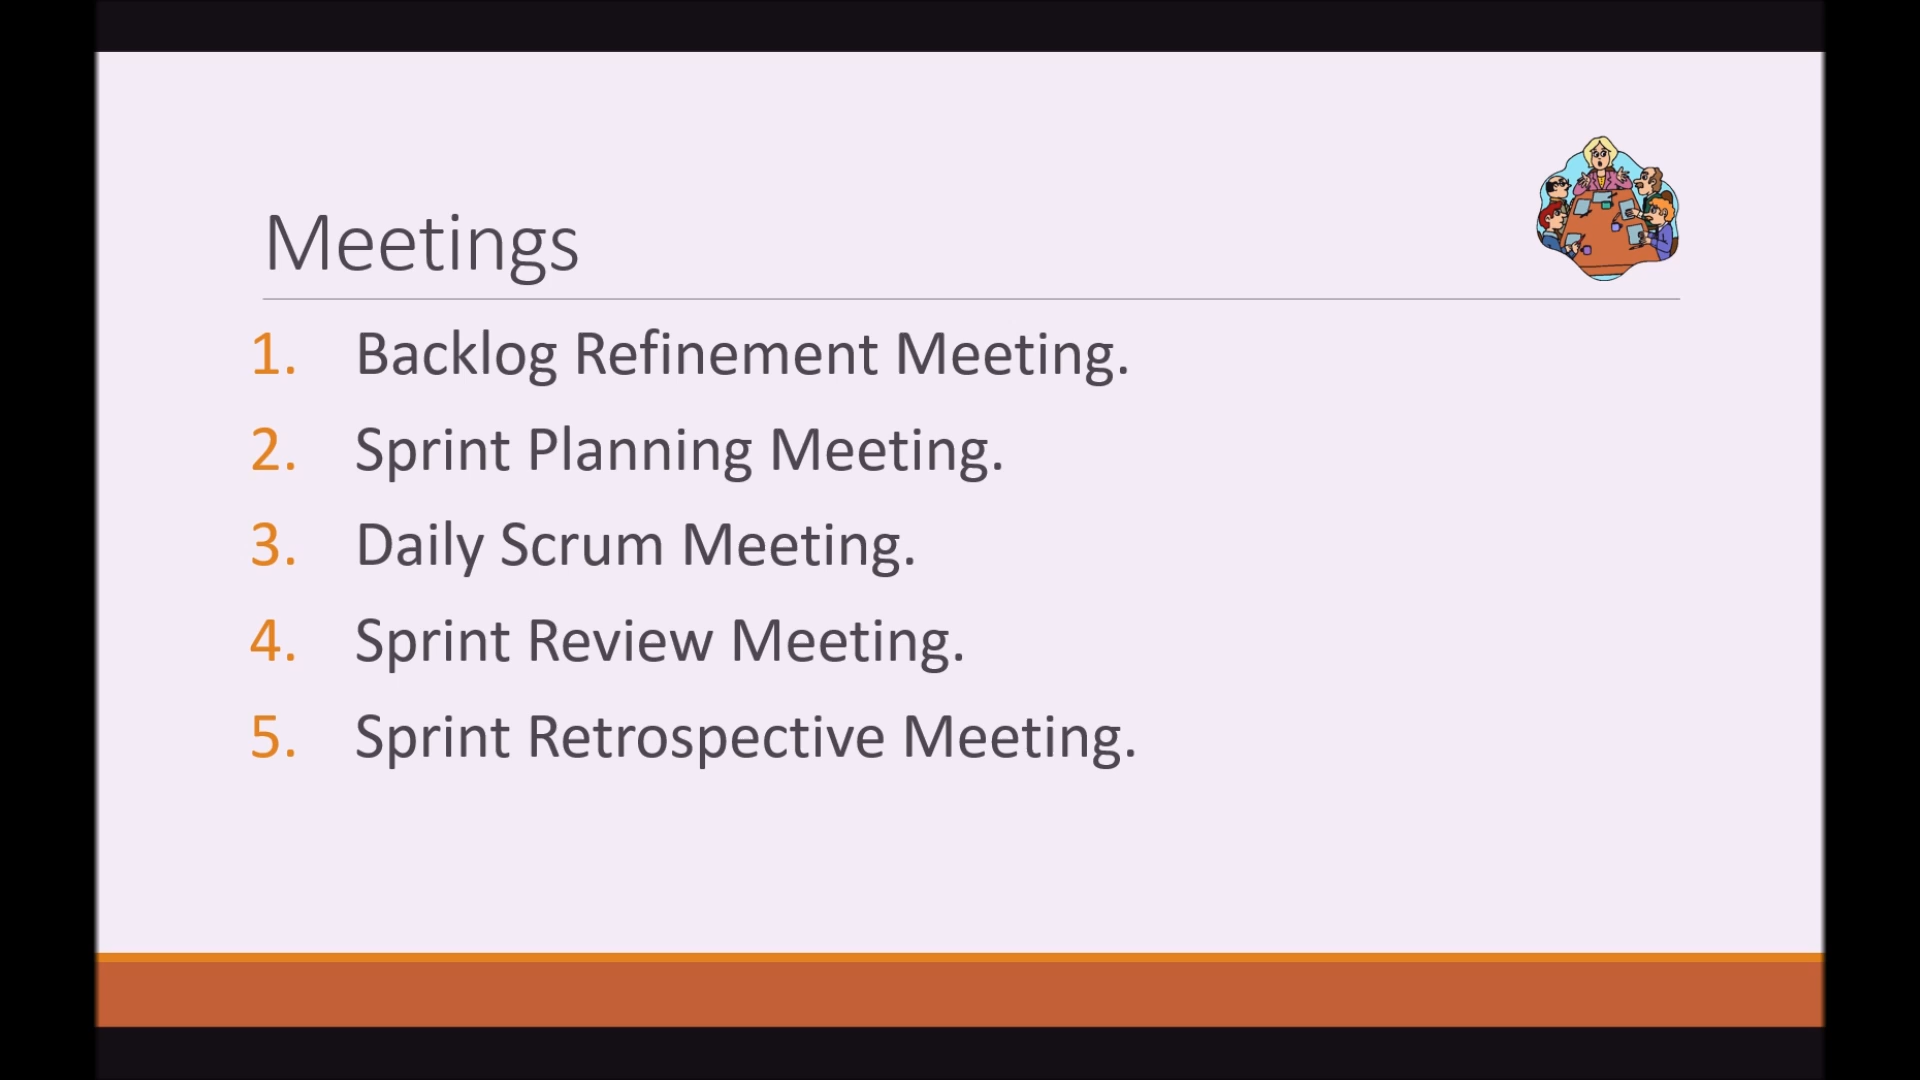 Meetings
1. Backlog Refinement Meeting.
2. Sprint Planning Meeting.
3. Daily Scrum Meeting.
4. Sprint Review Meeting.
5. Sprint Retrospective Meeting.